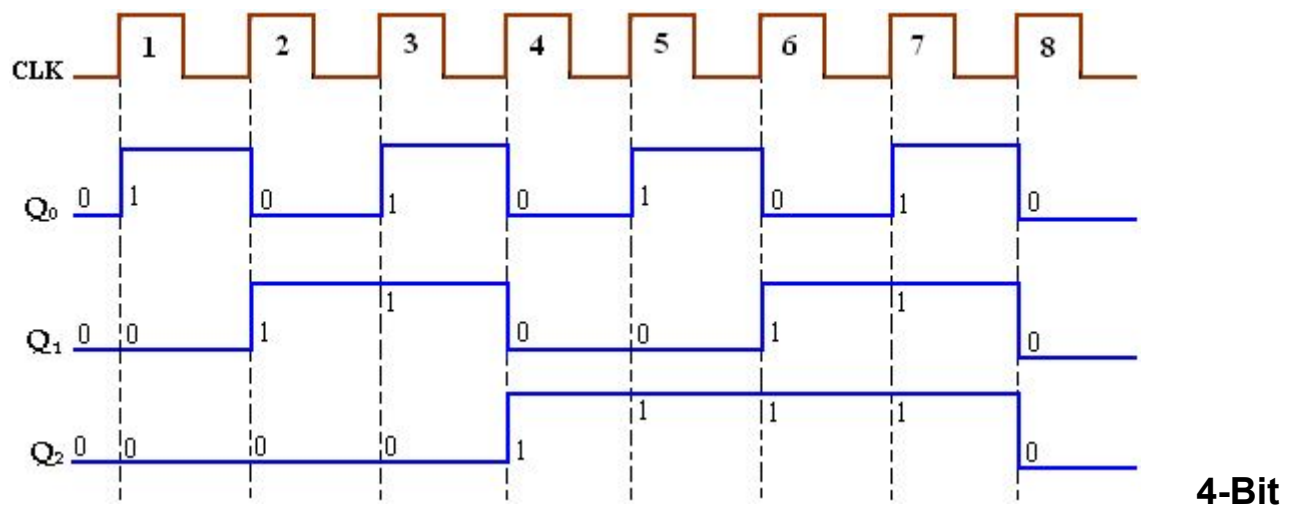 1 2 3 4 5 6 7 8
CLK
Q₀ 0 1 0 1 0 1 0 1 0
Q₁ 0 0 1 1 0 0 1 1 0
Q₂ 0 0 0 0 1 1 1 1 0
4-Bit